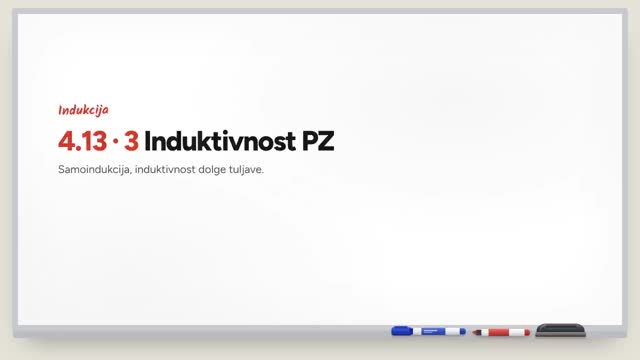 Indukcija
4.13 · 3 Induktivnost PZ
Samoindukcija, induktivnost dolge tuljave.